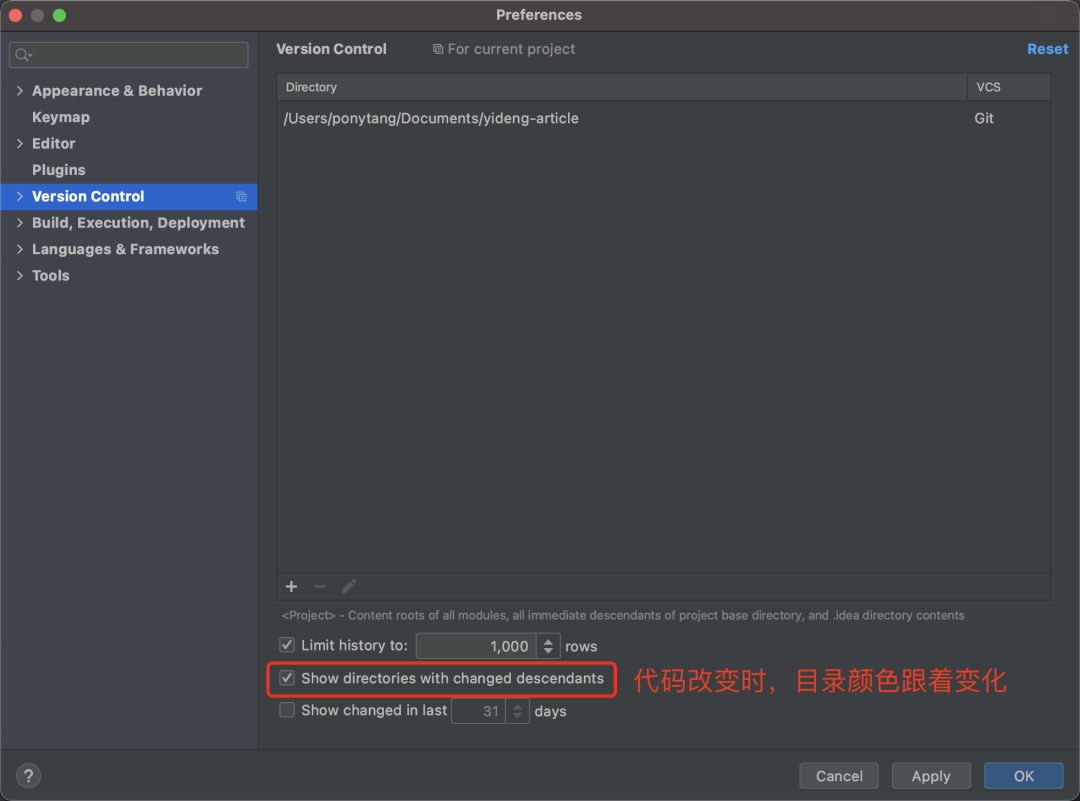 Preferences
Version Control
For current project
Reset
Appearance & Behavior
Keymap
Editor
Plugins
Version Control
Build, Execution, Deployment
Languages & Frameworks
Tools
Directory
VCS
/Users/ponytang/Documents/yideng-article
Git
<Project> - Content roots of all modules, all immediate descendants of project base directory, and .idea directory contents
Limit history to:
1,000
rows
Show directories with changed descendants
代码改变时，目录颜色跟着变化
Show changed in last
31
days
?
Cancel
Apply
OK